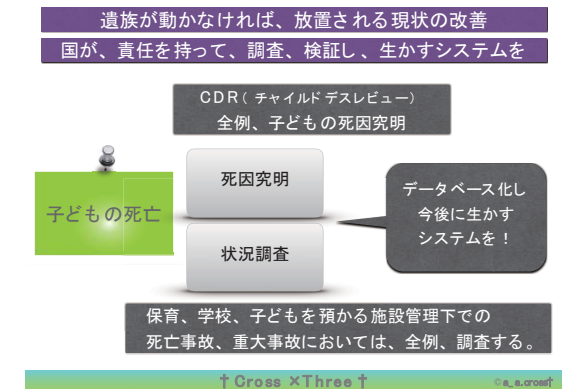 遺族が動かなければ、放置される現状の改善
国が、責任を持って、調査、検証し、生かすシステムを
CDR(チャイルドデスレビュー)
全例、子どもの死因究明
子どもの死亡
死因究明
状況調査
データベース化し
今後に生かす
システムを!
保育、学校、子どもを預かる施設管理下での
死亡事故、重大事故においては、全例、調査する。
† Cross ×Three †
©a_a.cross†